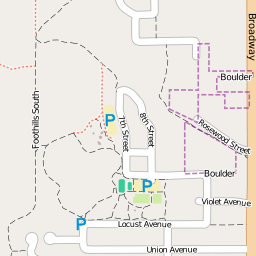 Broadway
Boulder
Foothills South
P
7th Street
8th Street
Rosewood Street
Boulder
P
Violet Avenue
P
Locust Avenue
Union Avenue